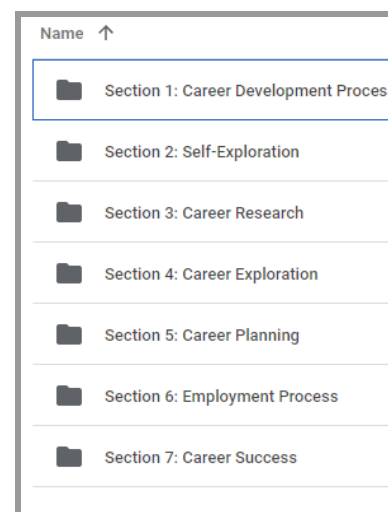 Name ↑
Section 1: Career Development Proces
Section 2: Self-Exploration
Section 3: Career Research
Section 4: Career Exploration
Section 5: Career Planning
Section 6: Employment Process
Section 7: Career Success